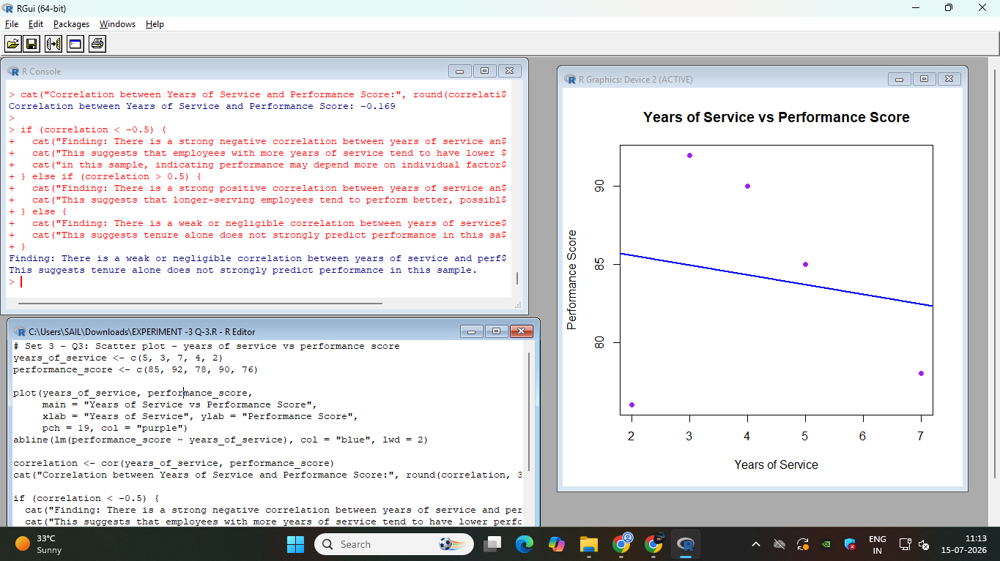 RGui (64-bit)
File Edit Packages Windows Help
R Console
> cat("Correlation between Years of Service and Performance Score:", round(correlati$
Correlation between Years of Service and Performance Score: -0.169
>
> if (correlation < -0.5) {
+   cat("Finding: There is a strong negative correlation between years of service an$
+   cat("This suggests that employees with more years of service tend to have lower $
+   cat("in this sample, indicating performance may depend more on individual factor$
+ } else if (correlation > 0.5) {
+   cat("Finding: There is a strong positive correlation between years of service an$
+   cat("This suggests that longer-serving employees tend to perform better, possibl$
+ } else {
+   cat("Finding: There is a weak or negligible correlation between years of service$
+   cat("This suggests tenure alone does not strongly predict performance in this sa$
+ }
Finding: There is a weak or negligible correlation between years of service and perf$
This suggests tenure alone does not strongly predict performance in this sample.
>
C:\Users\SAIL\Downloads\EXPERIMENT -3 Q-3.R - R Editor
# Set 3 - Q3: Scatter plot - years of service vs performance score
years_of_service <- c(5, 3, 7, 4, 2)
performance_score <- c(85, 92, 78, 90, 76)
plot(years_of_service, performance_score,
     main = "Years of Service vs Performance Score",
     xlab = "Years of Service", ylab = "Performance Score",
     pch = 19, col = "purple")
abline(lm(performance_score ~ years_of_service), col = "blue", lwd = 2)
correlation <- cor(years_of_service, performance_score)
cat("Correlation between Years of Service and Performance Score:", round(correlation, 3
if (correlation < -0.5) {
  cat("Finding: There is a strong negative correlation between years of service and per
  cat("This suggests that employees with more years of service tend to have lower perfc
R Graphics: Device 2 (ACTIVE)
Years of Service vs Performance Score
Performance Score
90
85
80
2 3 4 5 6 7
Years of Service
33°C
Sunny
Search
ENG
IN
11:13
15-07-2026